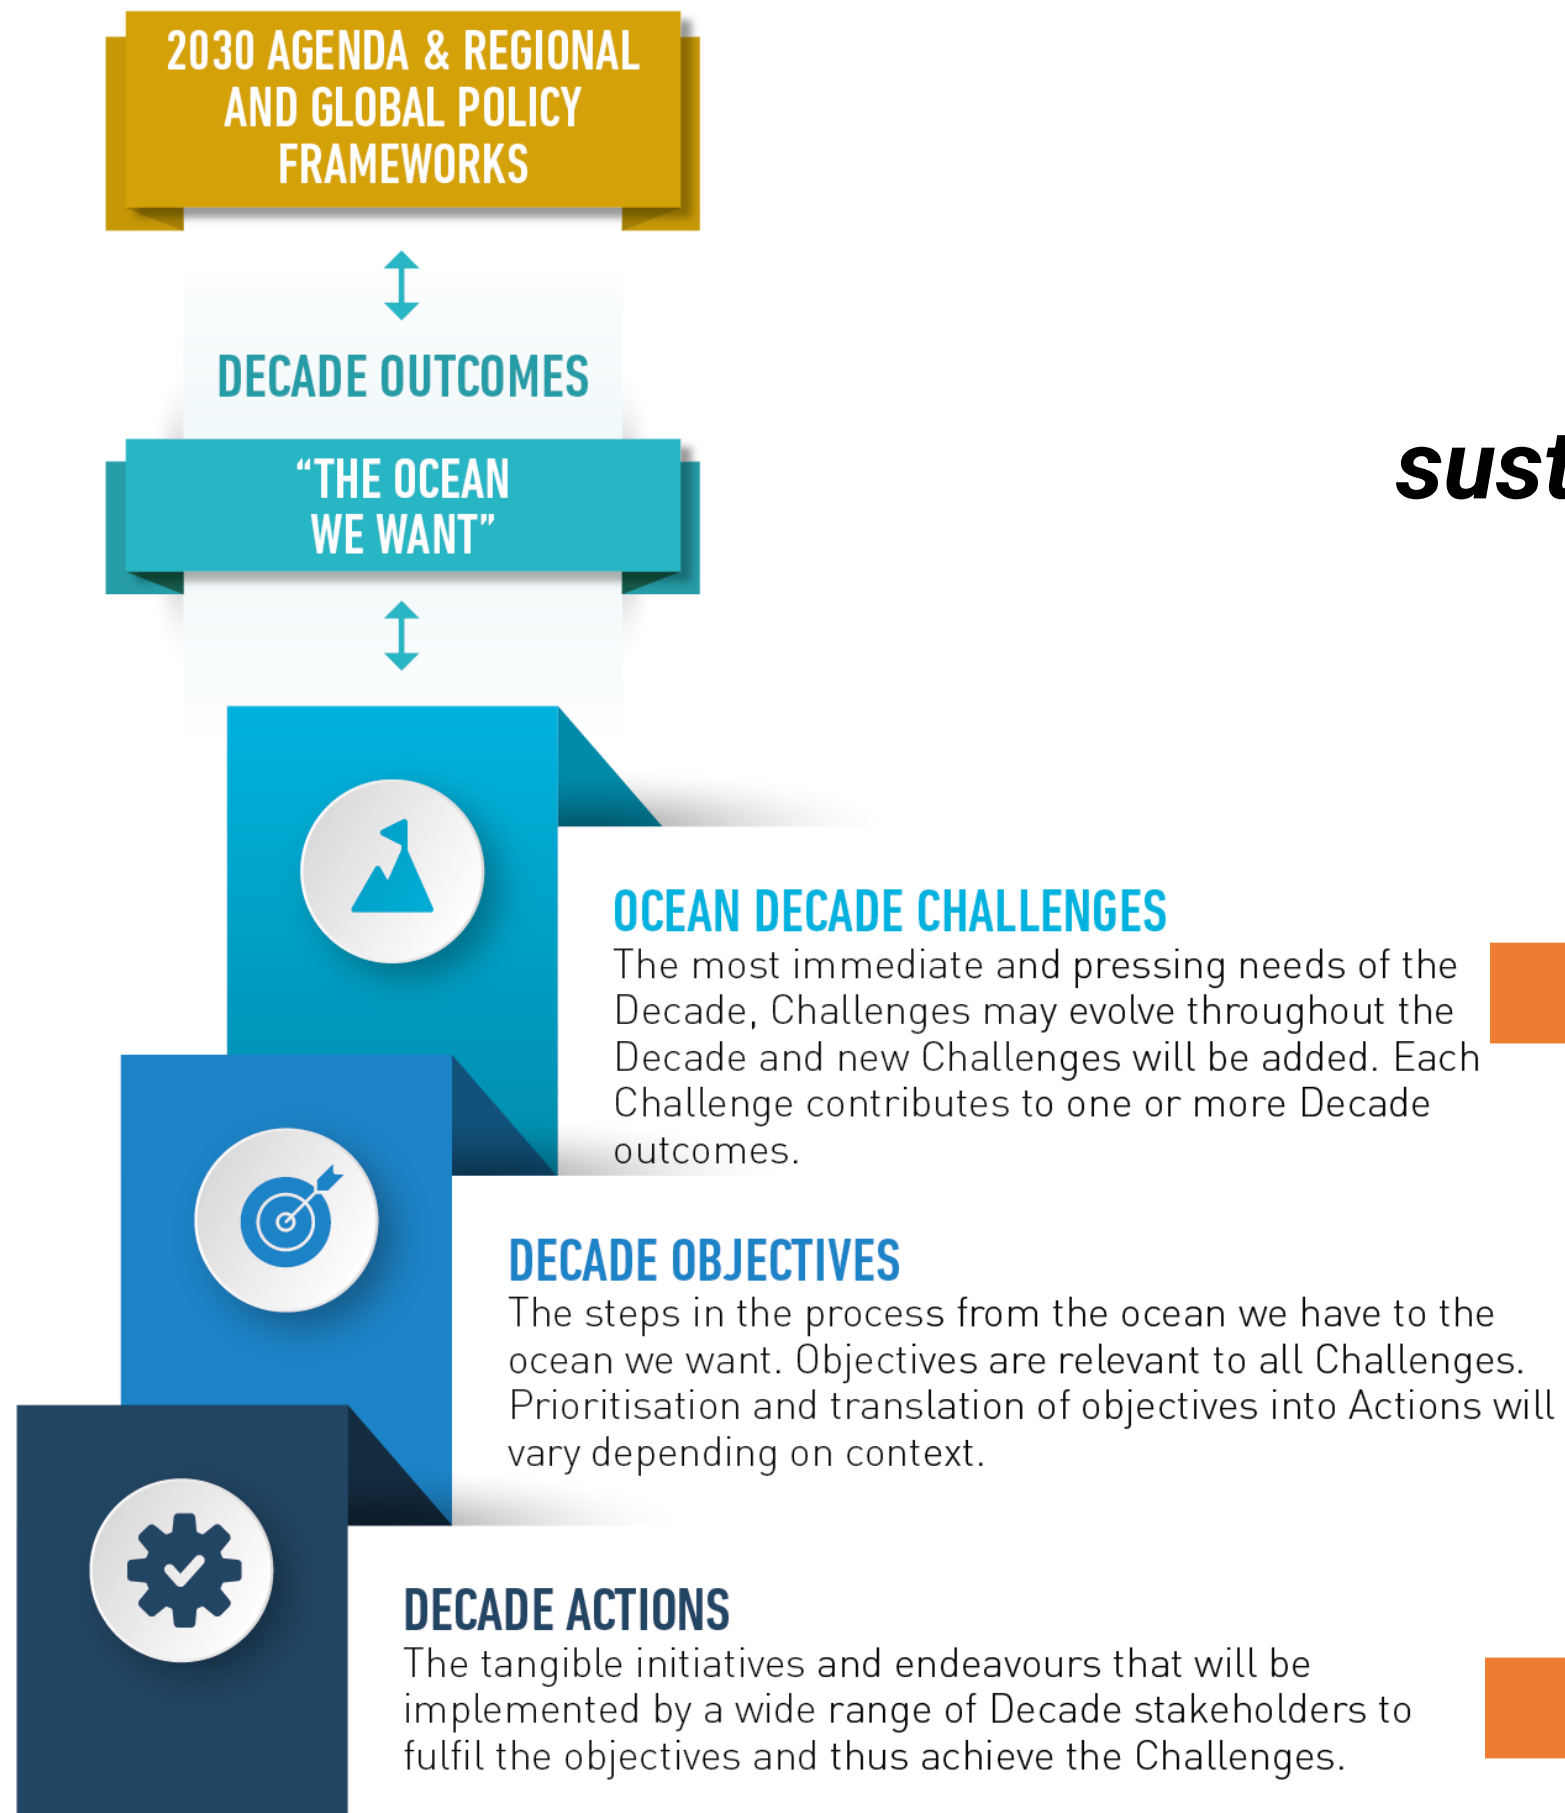 2030 AGENDA & REGIONAL
AND GLOBAL POLICY
FRAMEWORKS
DECADE OUTCOMES
“THE OCEAN
WE WANT”
sust
OCEAN DECADE CHALLENGES
The most immediate and pressing needs of the
Decade, Challenges may evolve throughout the
Decade and new Challenges will be added. Each
Challenge contributes to one or more Decade
outcomes.
DECADE OBJECTIVES
The steps in the process from the ocean we have to the
ocean we want. Objectives are relevant to all Challenges.
Prioritisation and translation of objectives into Actions will
vary depending on context.
DECADE ACTIONS
The tangible initiatives and endeavours that will be
implemented by a wide range of Decade stakeholders to
fulfil the objectives and thus achieve the Challenges.